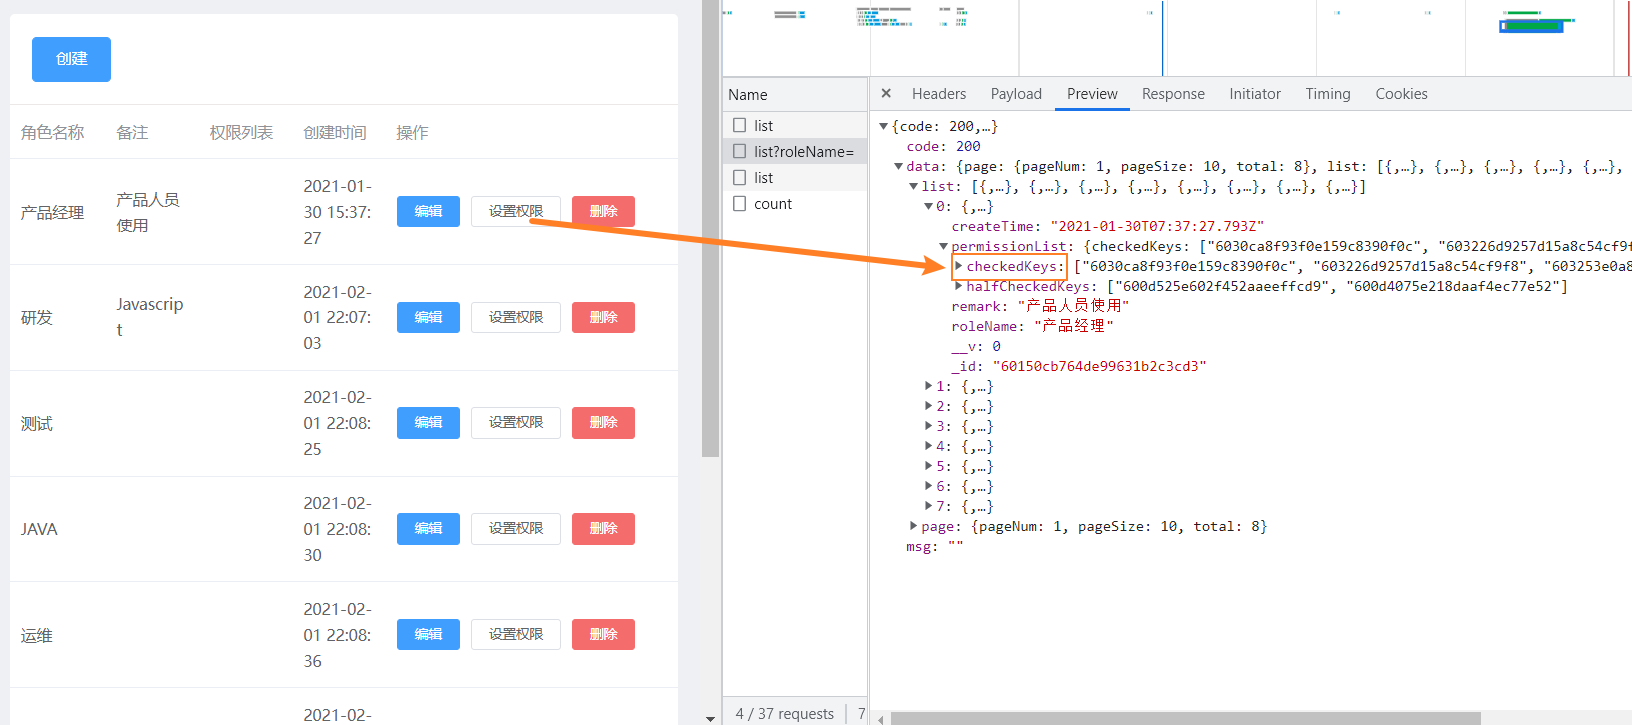 创建
角色名称 备注 权限列表 创建时间 操作
产品经理 产品人员使用 2021-01-30 15:37:27 编辑 设置权限 删除
研发 Javascript 2021-02-01 22:07:03 编辑 设置权限 删除
测试 2021-02-01 22:08:25 编辑 设置权限 删除
JAVA 2021-02-01 22:08:30 编辑 设置权限 删除
运维 2021-02-01 22:08:36 编辑 设置权限 删除
2021-02-
Name
list
list?roleName=
list
count
4 / 37 requests 7
× Headers Payload Preview Response Initiator Timing Cookies
{code: 200,…}
code: 200
data: {page: {pageNum: 1, pageSize: 10, total: 8}, list: [{,…}, {,…}, {,…}, {,…}, {,…},
list: [{,…}, {,…}, {,…}, {,…}, {,…}, {,…}, {,…}, {,…}]
0: {,…}
createTime: "2021-01-30T07:37:27.793Z"
permissionList: {checkedKeys: ["6030ca8f93f0e159c8390f0c", "603226d9257d15a8c54cf9f
checkedKeys: ["6030ca8f93f0e159c8390f0c", "603226d9257d15a8c54cf9f8", "603253e0a8
halfCheckedKeys: ["600d525e602f452aaeeffcd9", "600d4075e218daaf4ec77e52"]
remark: "产品人员使用"
roleName: "产品经理"
__v: 0
_id: "60150cb764de99631b2c3cd3"
1: {,…}
2: {,…}
3: {,…}
4: {,…}
5: {,…}
6: {,…}
7: {,…}
page: {pageNum: 1, pageSize: 10, total: 8}
msg: ""